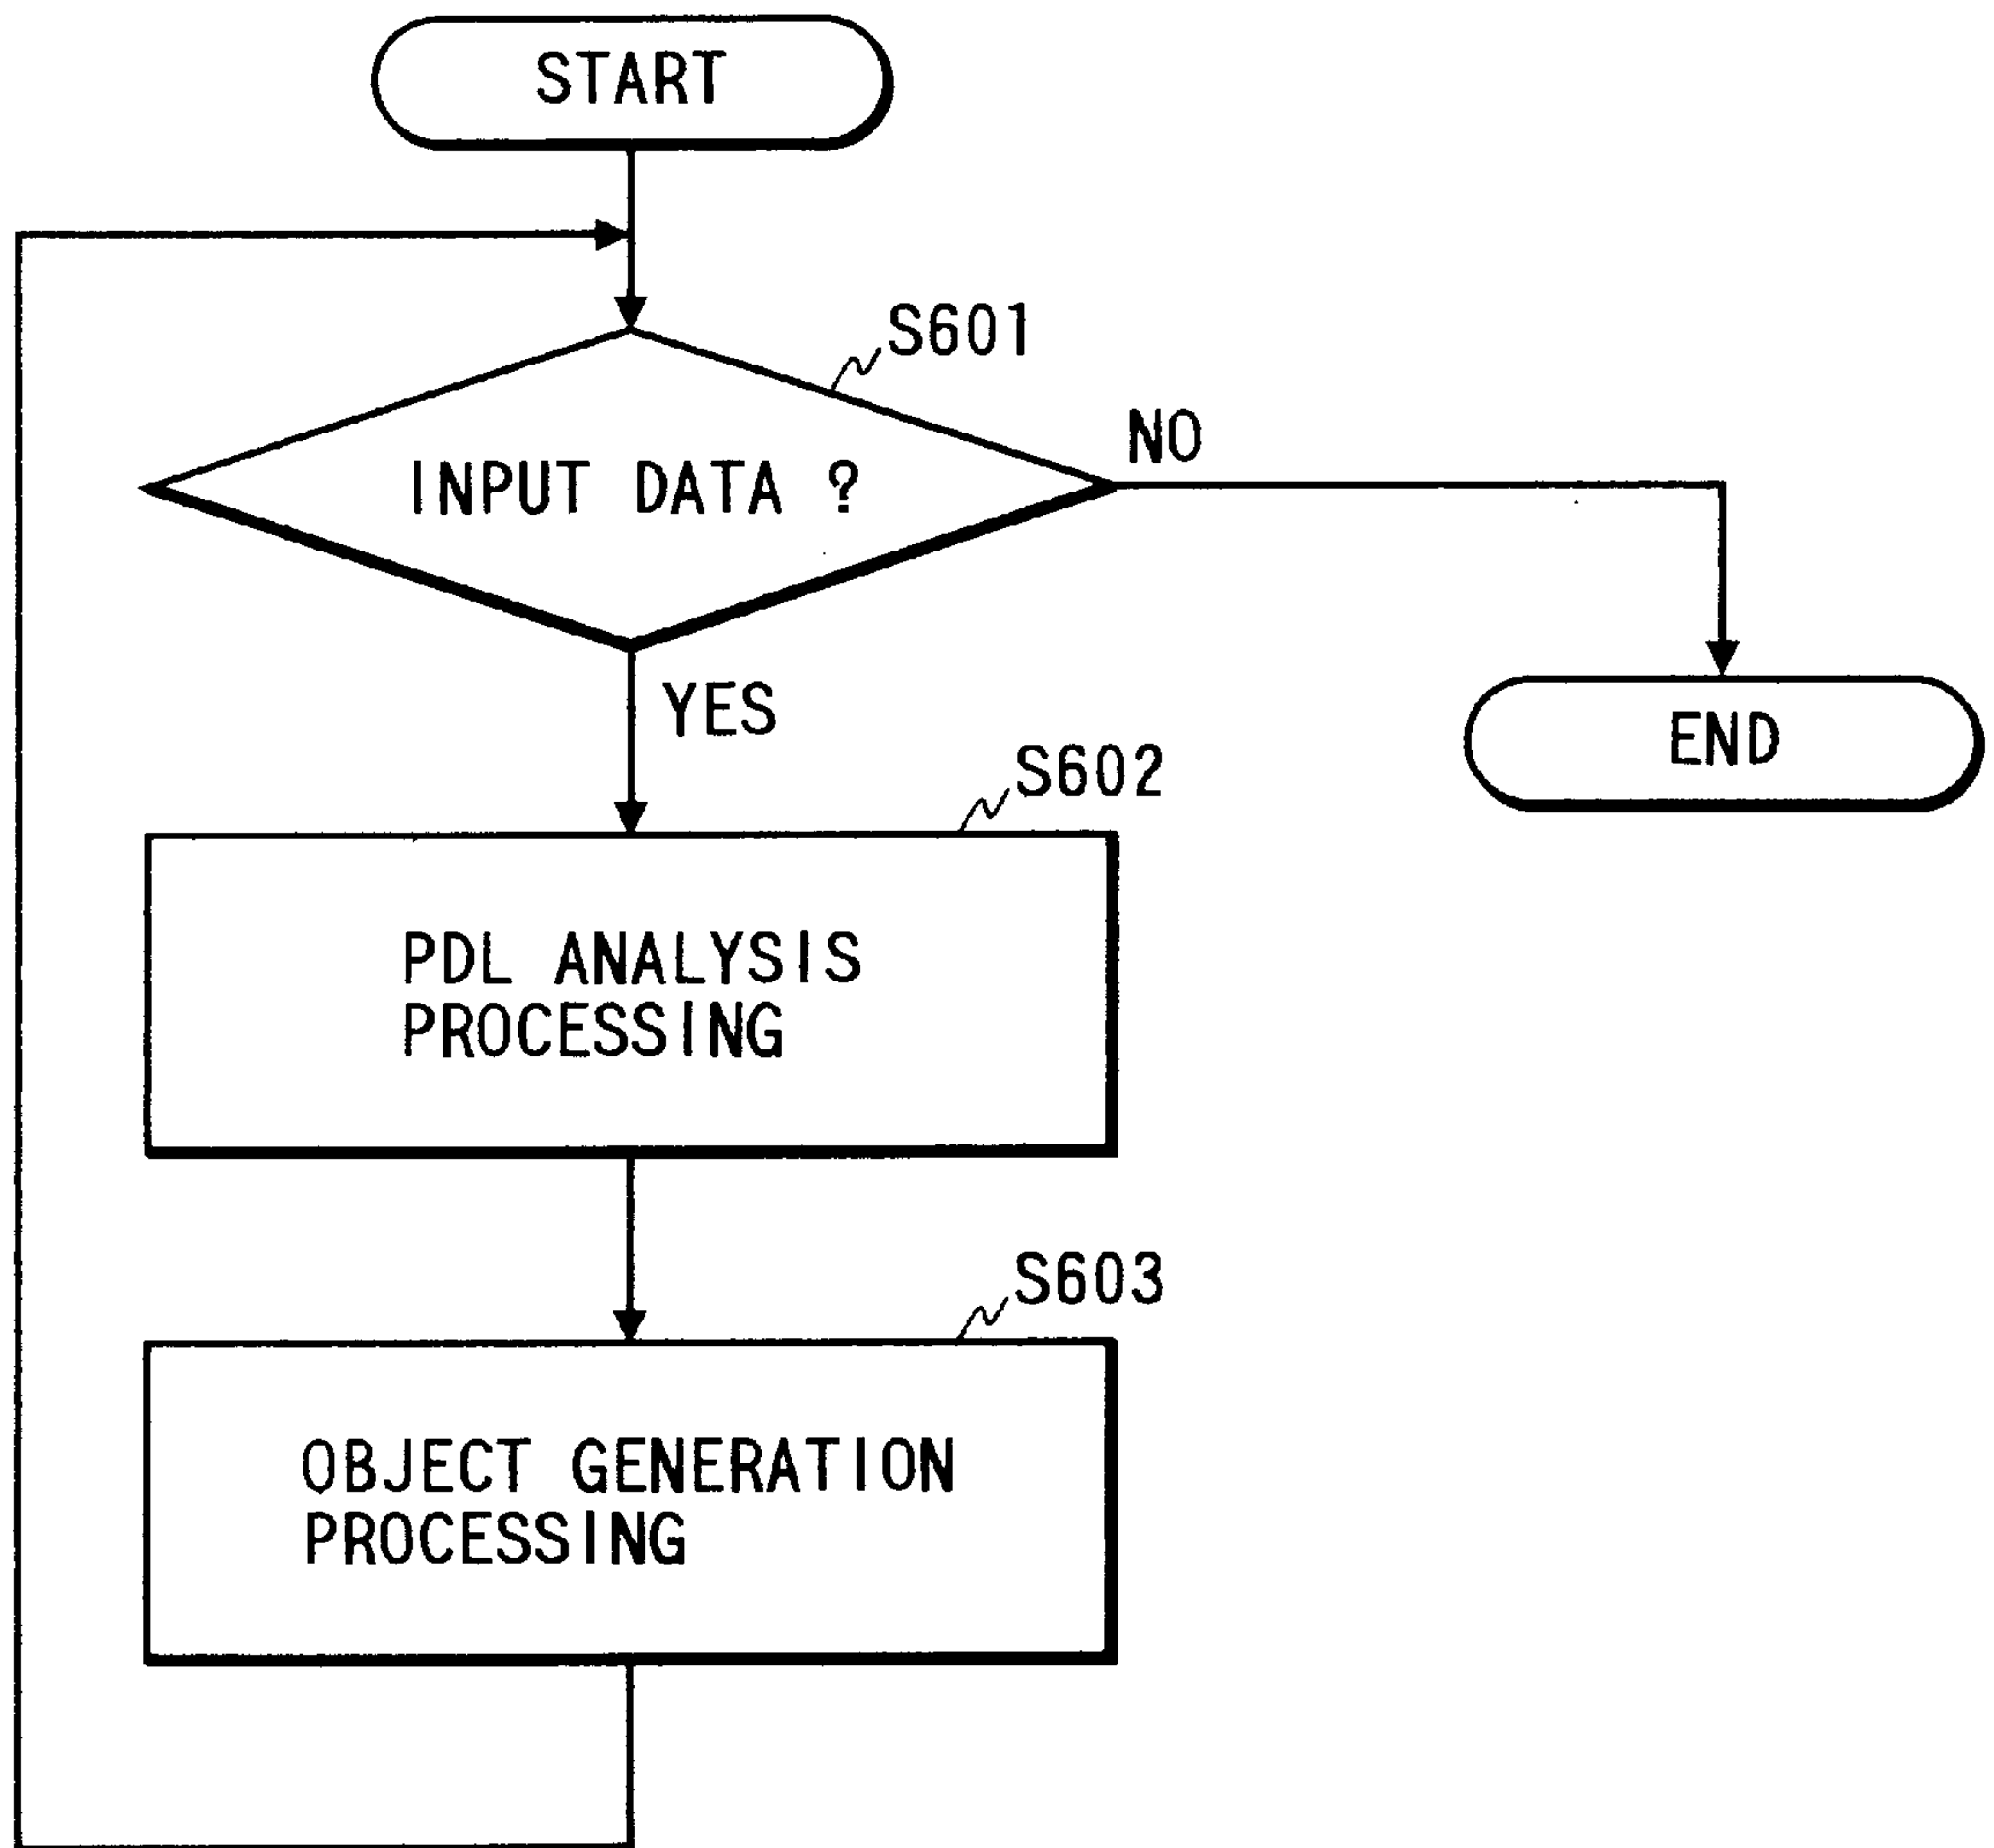 START
S601
INPUT DATA ?
NO
YES
END
S602
PDL ANALYSIS
PROCESSING
S603
OBJECT GENERATION
PROCESSING